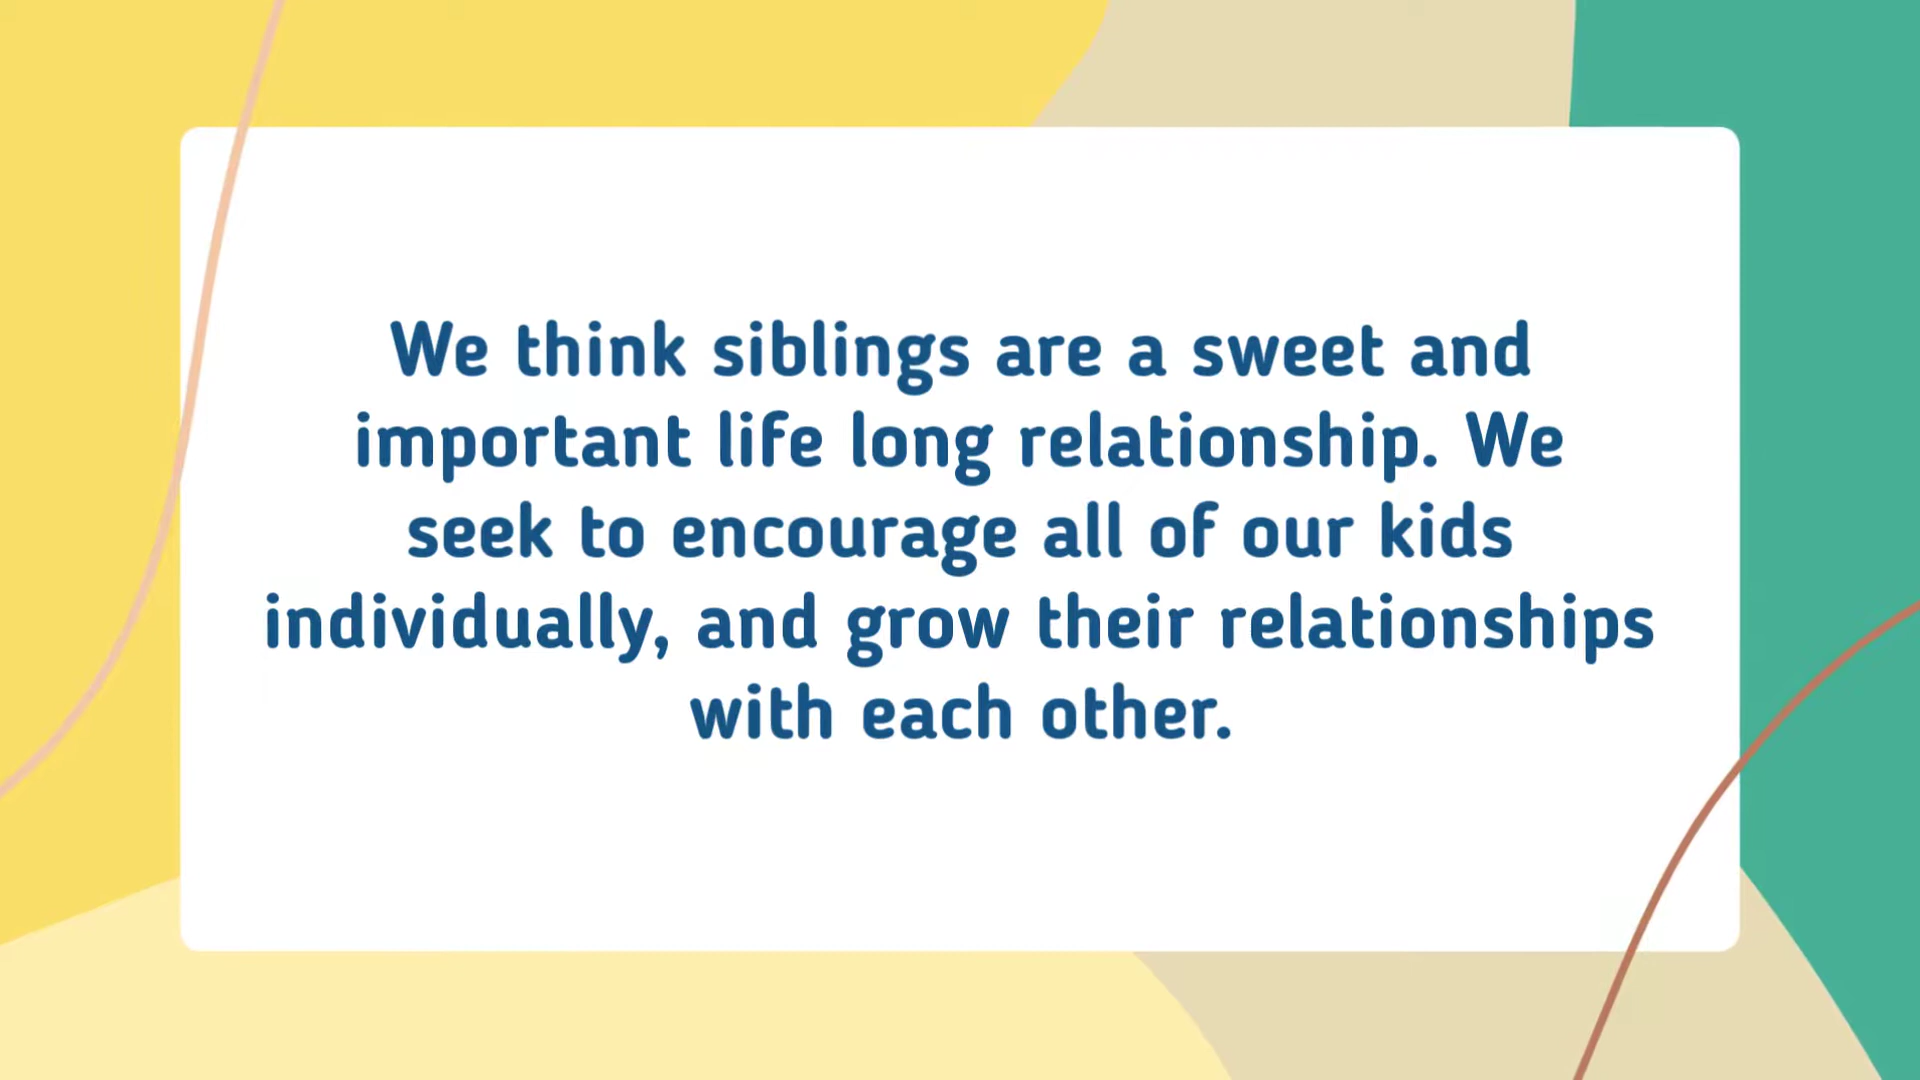 We think siblings are a sweet and
important life long relationship. We
seek to encourage all of our kids
individually, and grow their relationships
with each other.